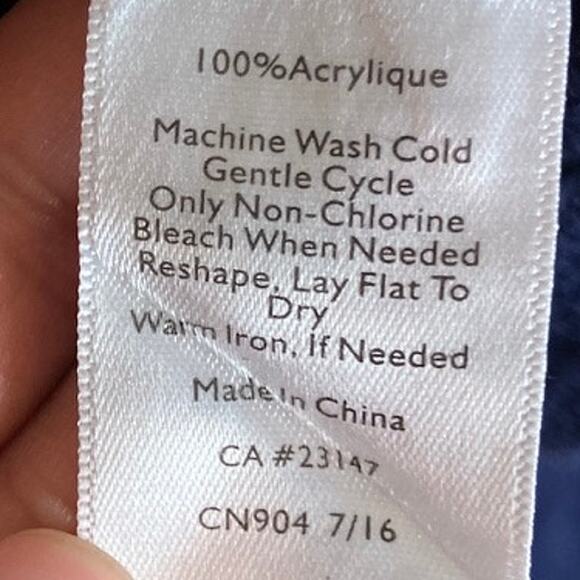 100%Acrylique
Machine Wash Cold
Gentle Cycle
Only Non-Chlorine
Bleach When Needed
Reshape, Lay Flat To
Dry
Warm Iron, If Needed
Made In China
CA #23147
CN904 7/16